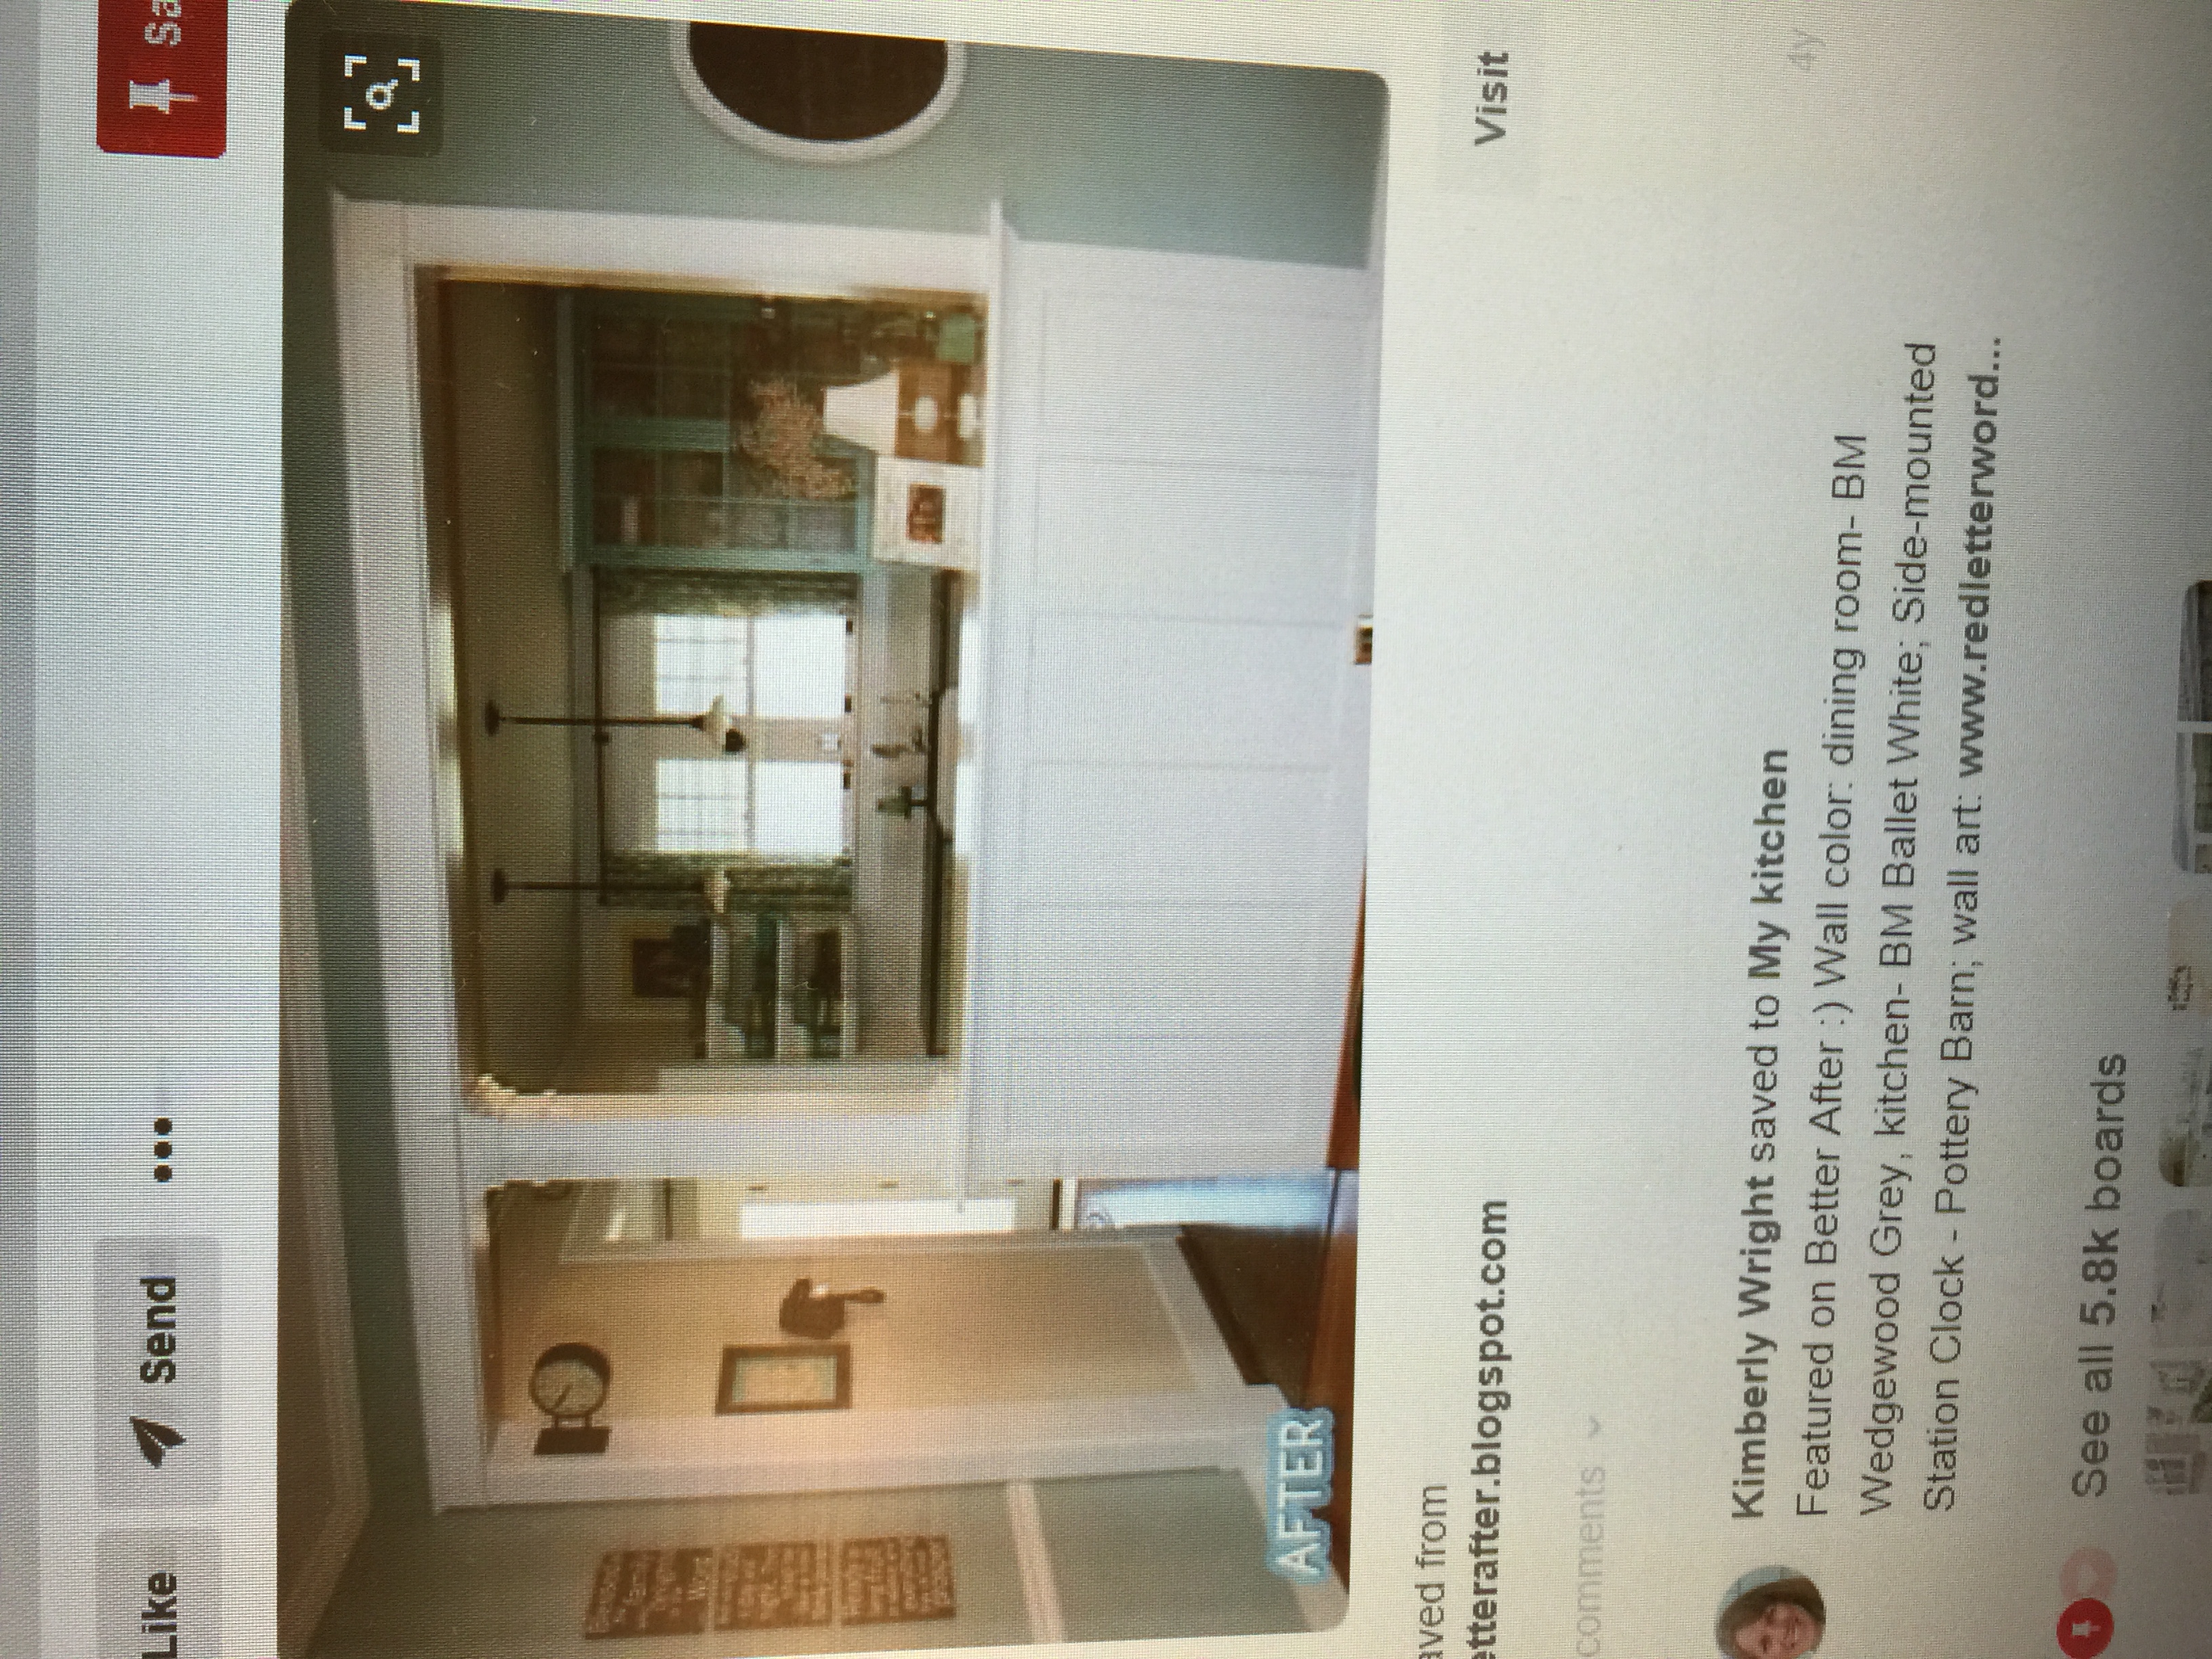 Like
Send
Sa
family
Word
AFTER
aved from
etterafter.blogspot.com
Visit
comments
Kimberly Wright saved to My kitchen
4y
Featured on Better After :) Wall color: dining room- BM
Wedgewood Grey, kitchen- BM Ballet White; Side-mounted
Station Clock - Pottery Barn; wall art: www.redletterword...
See all 5.8k boards